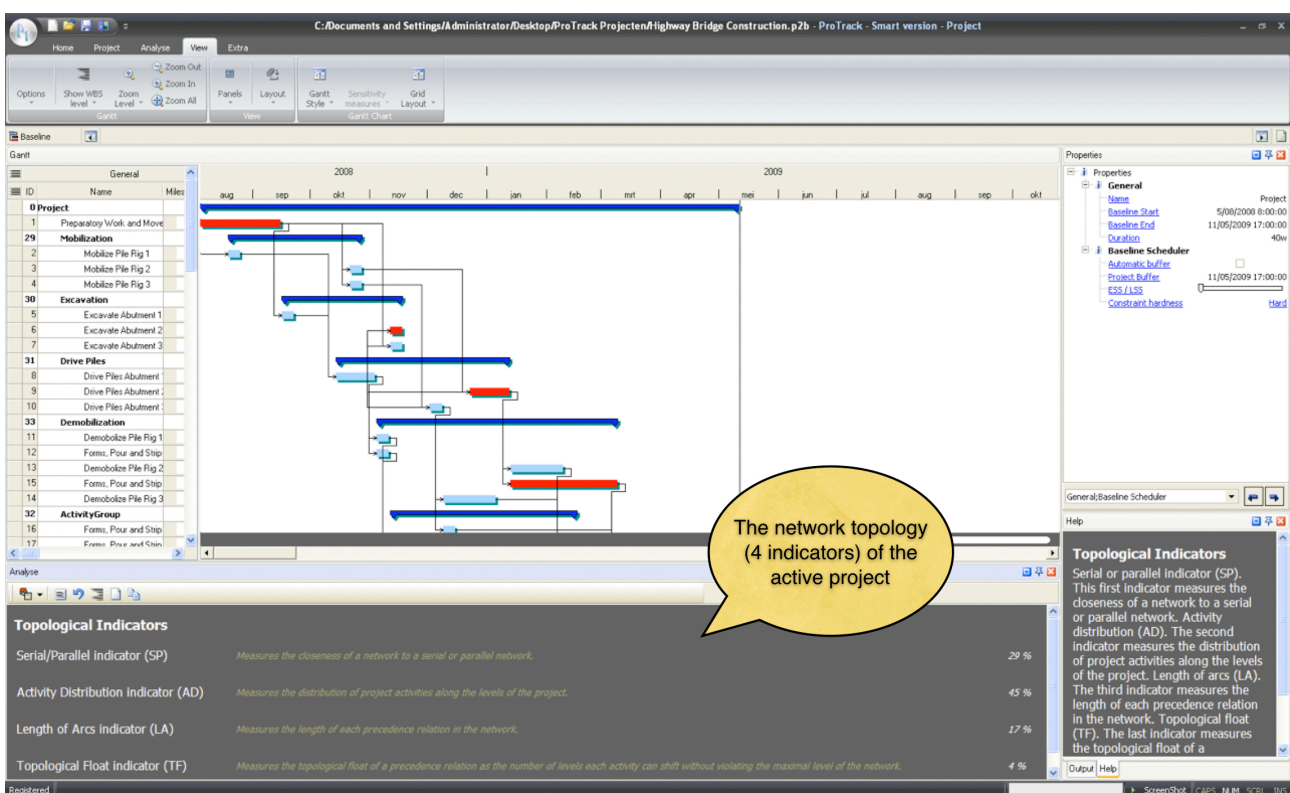 C:/Documents and Settings/Administrator/Desktop/ProTrack Projecten/Highway Bridge Construction.p2b - ProTrack - Smart version - Project
Home Project Analyse View Extra
Options
Show WBS level
Zoom Level
Zoom Out
Zoom In
Zoom All
Panels
Layout
Gantt Style
Sensitivity measures
Grid Layout
Gantt
View
Gantt Chart
Baseline
Gantt
General
ID Name Miles
2008 2009
aug sep okt nov dec jan feb mrt apr mei jun jul aug sep okt
0 Project
1 Preparatory Work and Move
29 Mobilization
2 Mobilize Pile Rig 1
3 Mobilize Pile Rig 2
4 Mobilize Pile Rig 3
30 Excavation
5 Excavate Abutment 1
6 Excavate Abutment 2
7 Excavate Abutment 3
31 Drive Piles
8 Drive Piles Abutment
9 Drive Piles Abutment
10 Drive Piles Abutment
33 Demobilization
11 Demobolize Pile Rig 1
12 Forms, Pour and Strip
13 Demobolize Pile Rig 2
15 Forms, Pour and Strip
14 Demobolize Pile Rig 3
32 ActivityGroup
16 Forms, Pour and Strip
17 Forms, Pour and Strip
Properties
Properties
General
Name Project
Baseline Start 5/08/2008 8:00:00
Baseline End 11/05/2009 17:00:00
Duration 40w
Baseline Scheduler
Automatic buffer
Project Buffer 11/05/2009 17:00:00
ESS / LSS
Constraint hardness Hard
General;Baseline Scheduler
Help
Topological Indicators
Serial or parallel indicator (SP).
This first indicator measures the
closeness of a network to a serial
or parallel network. Activity
distribution (AD). The second
indicator measures the distribution
of project activities along the levels
of the project. Length of arcs (LA).
The third indicator measures the
length of each precedence relation
in the network. Topological float
(TF). The last indicator measures
the topological float of a
Output Help
The network topology
(4 indicators) of the
active project
Analyse
Topological Indicators
Serial/Parallel indicator (SP) Measures the closeness of a network to a serial or parallel network. 29 %
Activity Distribution indicator (AD) Measures the distribution of project activities along the levels of the project. 45 %
Length of Arcs indicator (LA) Measures the length of each precedence relation in the network. 17 %
Topological Float indicator (TF) Measures the topological float of a precedence relation as the number of levels each activity can shift without violating the maximal level of the network. 4 %
Registered
ScreenShot CAPS NUM SCRL INS